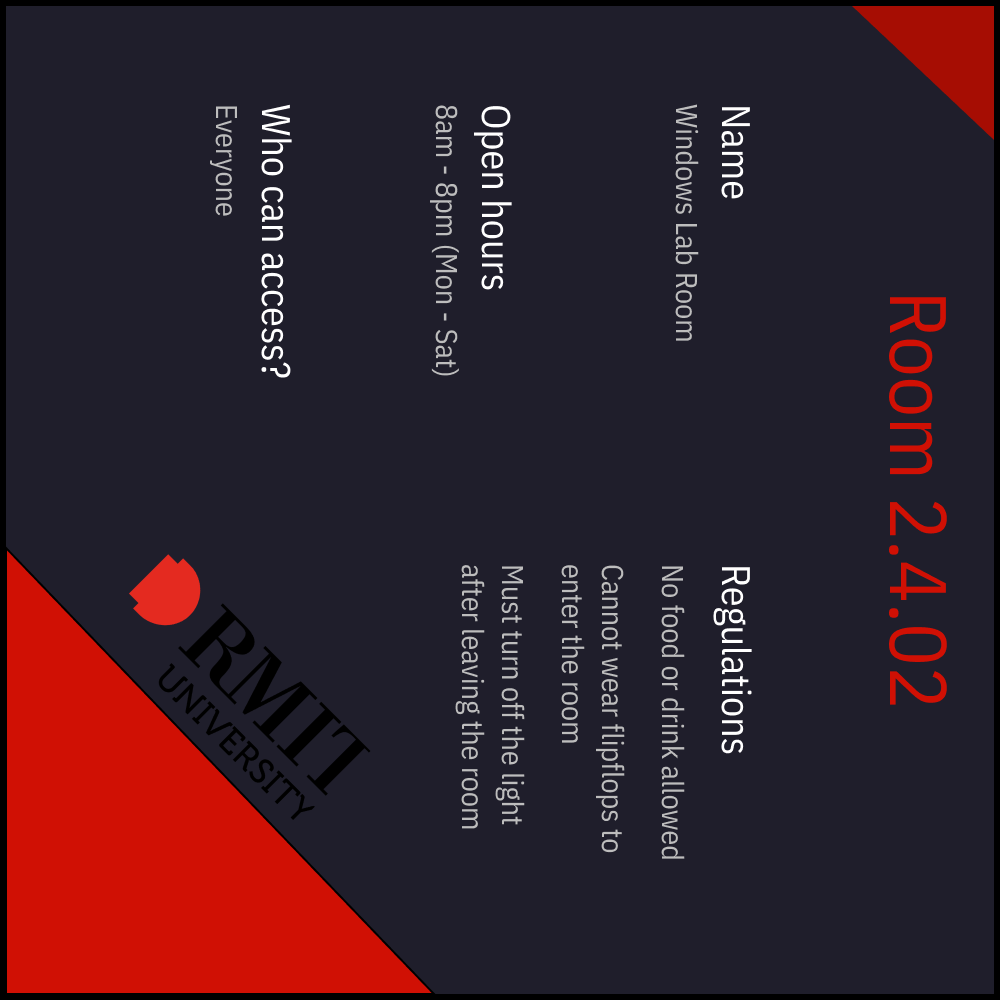 Room 2.4.02
Name
Windows Lab Room
Open hours
8am - 8pm (Mon - Sat)
Who can access?
Everyone
Regulations
No food or drink allowed
Cannot wear flipflops to
enter the room
Must turn off the light
after leaving the room
RMIT
UNIVERSITY